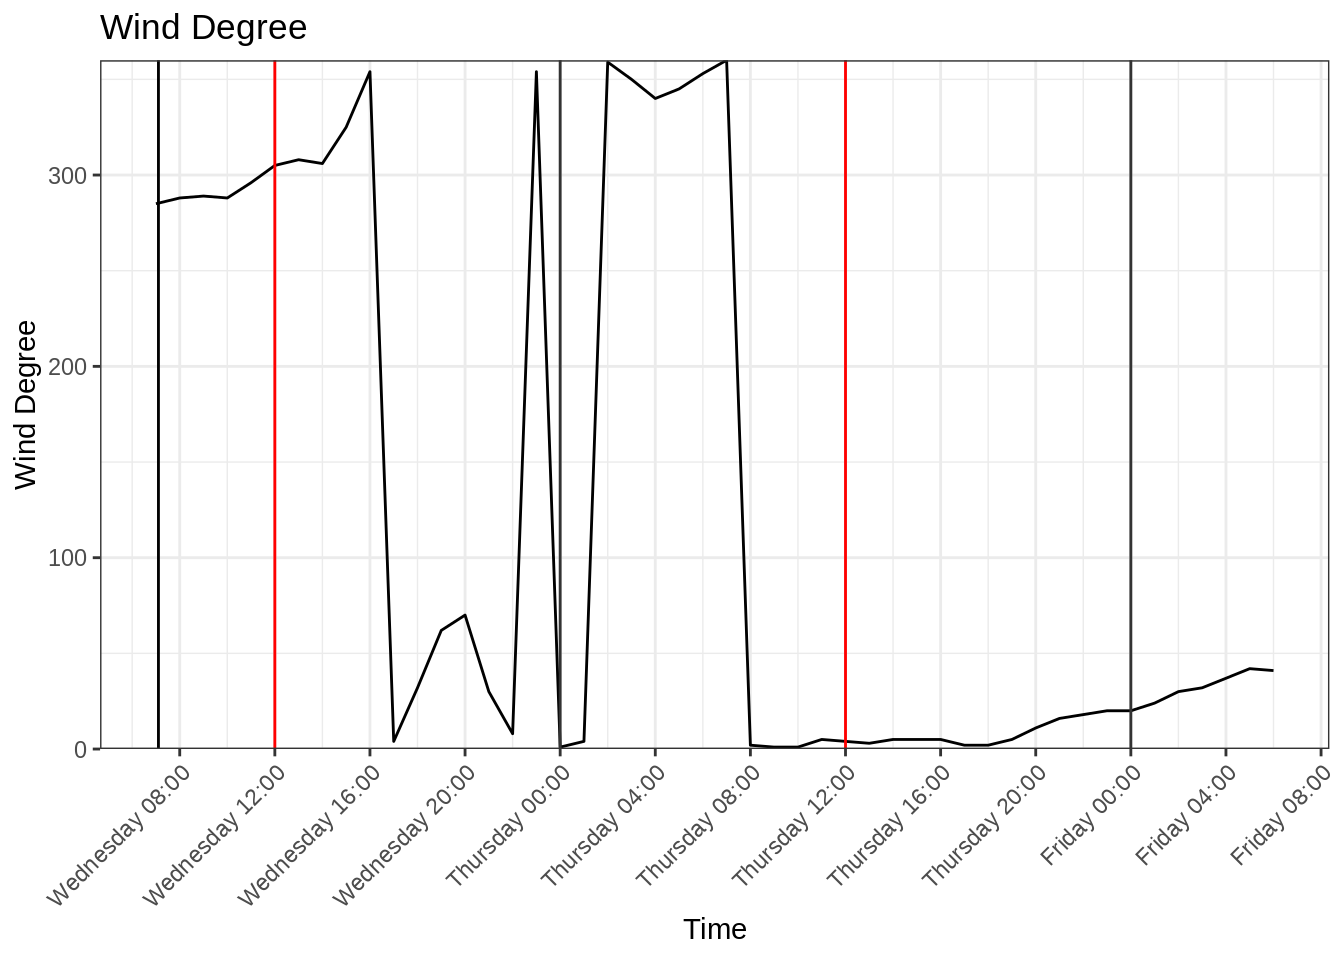 Wind Degree
Wind Degree
300
200
100
0
Wednesday 08:00
Wednesday 12:00
Wednesday 16:00
Wednesday 20:00
Thursday 00:00
Thursday 04:00
Thursday 08:00
Thursday 12:00
Thursday 16:00
Thursday 20:00
Friday 00:00
Friday 04:00
Friday 08:00
Time